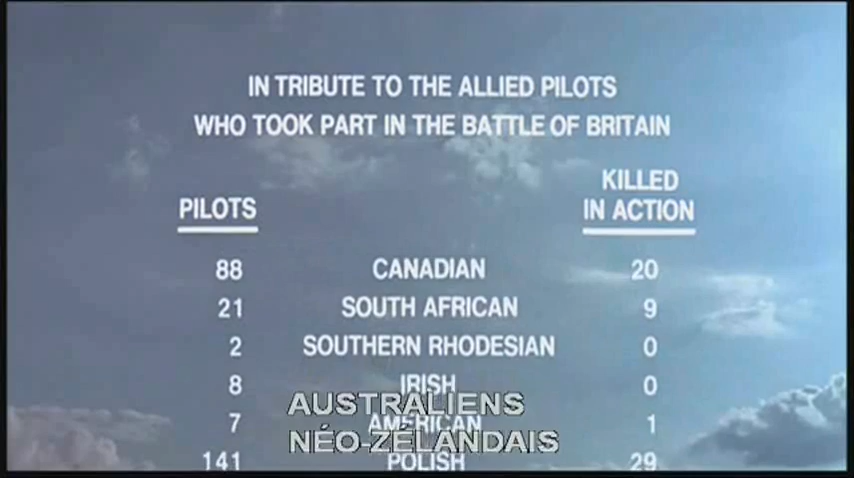 IN TRIBUTE TO THE ALLIED PILOTS
WHO TOOK PART IN THE BATTLE OF BRITAIN
PILOTS KILLED IN ACTION
88 CANADIAN 20
21 SOUTH AFRICAN 9
2 SOUTHERN RHODESIAN 0
8 IRISH 0
AUSTRALIENS
7 AMERICAN 1
NÉO-ZÉLANDAIS
141 POLISH 29